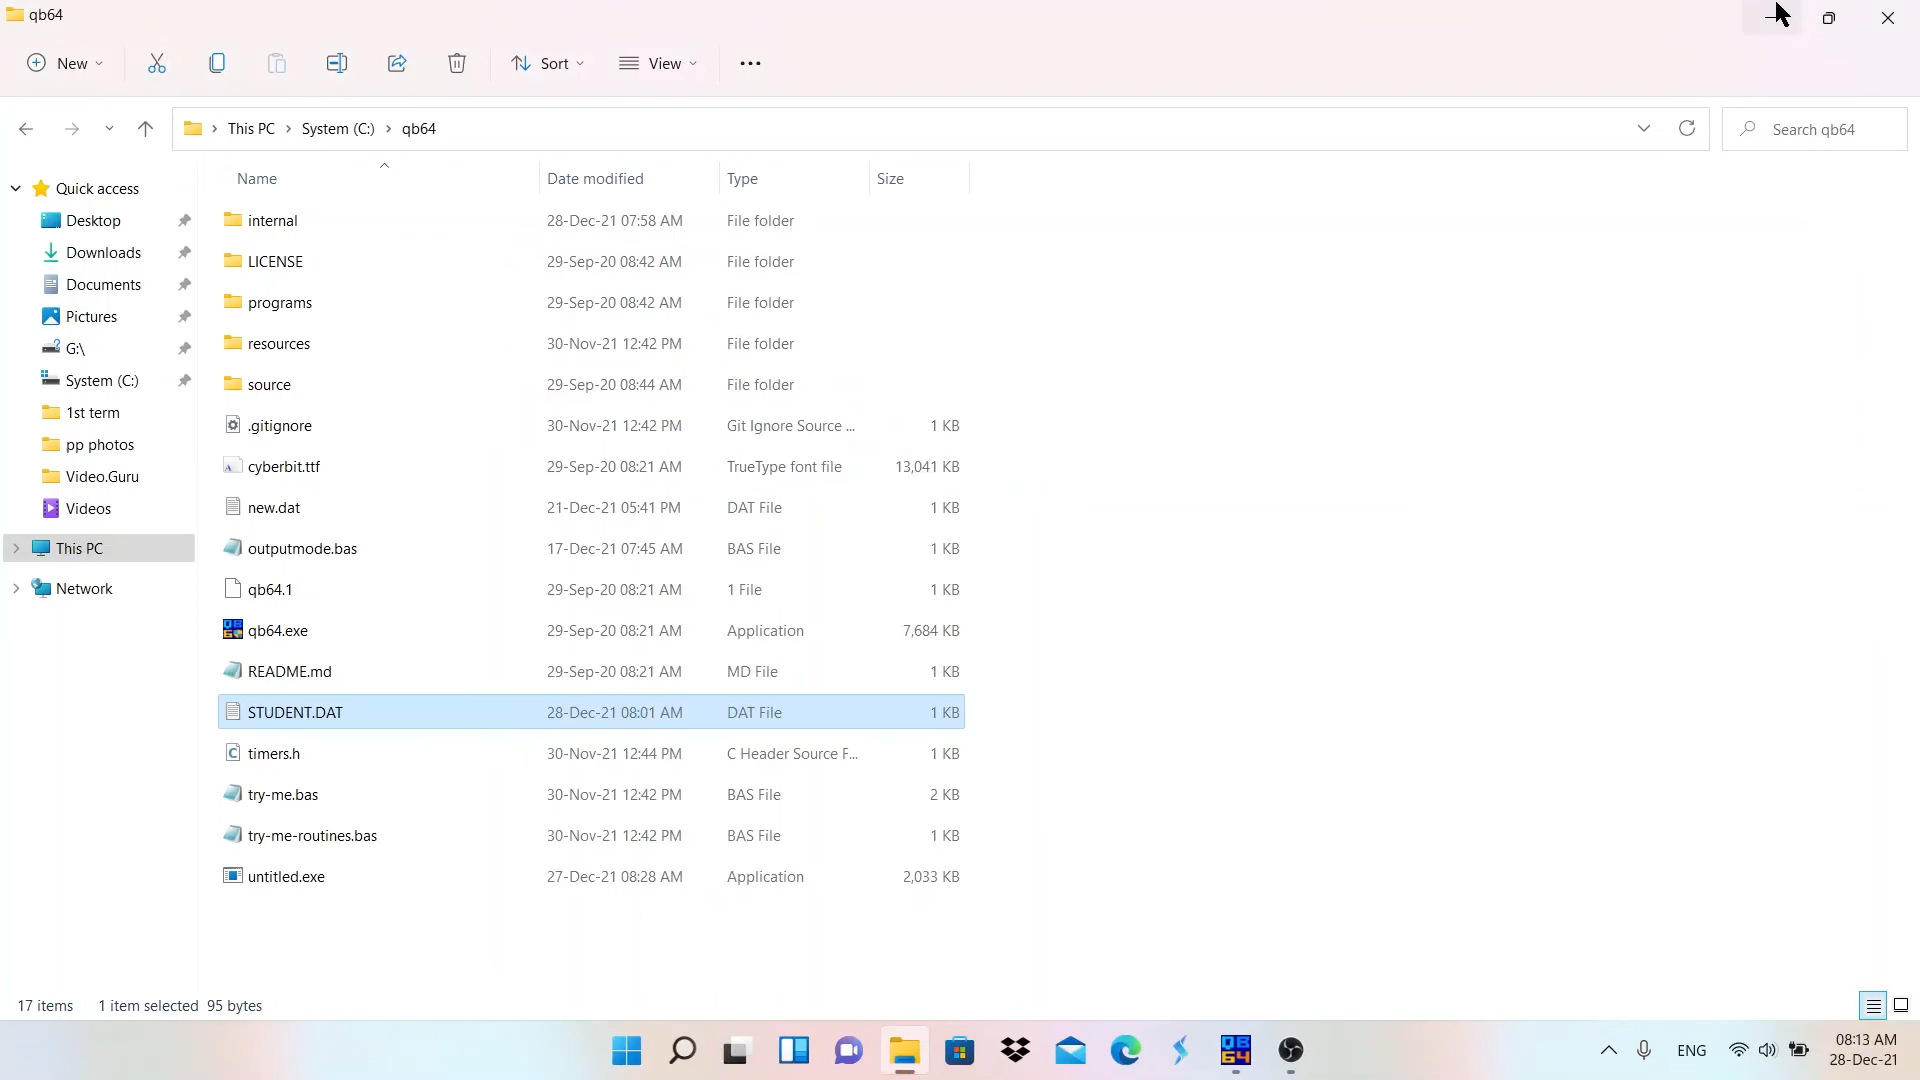 qb64
New
Sort
View
This PC
System (C:)
qb64
Search qb64
Name
Date modified
Type
Size
Quick access
Desktop
Downloads
Documents
Pictures
G:\
System (C:)
1st term
pp photos
Video.Guru
Videos
This PC
Network
internal 28-Dec-21 07:58 AM File folder
LICENSE 29-Sep-20 08:42 AM File folder
programs 29-Sep-20 08:42 AM File folder
resources 30-Nov-21 12:42 PM File folder
source 29-Sep-20 08:44 AM File folder
.gitignore 30-Nov-21 12:42 PM Git Ignore Source ... 1 KB
cyberbit.ttf 29-Sep-20 08:21 AM TrueType font file 13,041 KB
new.dat 21-Dec-21 05:41 PM DAT File 1 KB
outputmode.bas 17-Dec-21 07:45 AM BAS File 1 KB
qb64.1 29-Sep-20 08:21 AM 1 File 1 KB
qb64.exe 29-Sep-20 08:21 AM Application 7,684 KB
README.md 29-Sep-20 08:21 AM MD File 1 KB
STUDENT.DAT 28-Dec-21 08:01 AM DAT File 1 KB
timers.h 30-Nov-21 12:44 PM C Header Source F... 1 KB
try-me.bas 30-Nov-21 12:42 PM BAS File 2 KB
try-me-routines.bas 30-Nov-21 12:42 PM BAS File 1 KB
untitled.exe 27-Dec-21 08:28 AM Application 2,033 KB
17 items 1 item selected 95 bytes
QB
64
ENG
08:13 AM
28-Dec-21